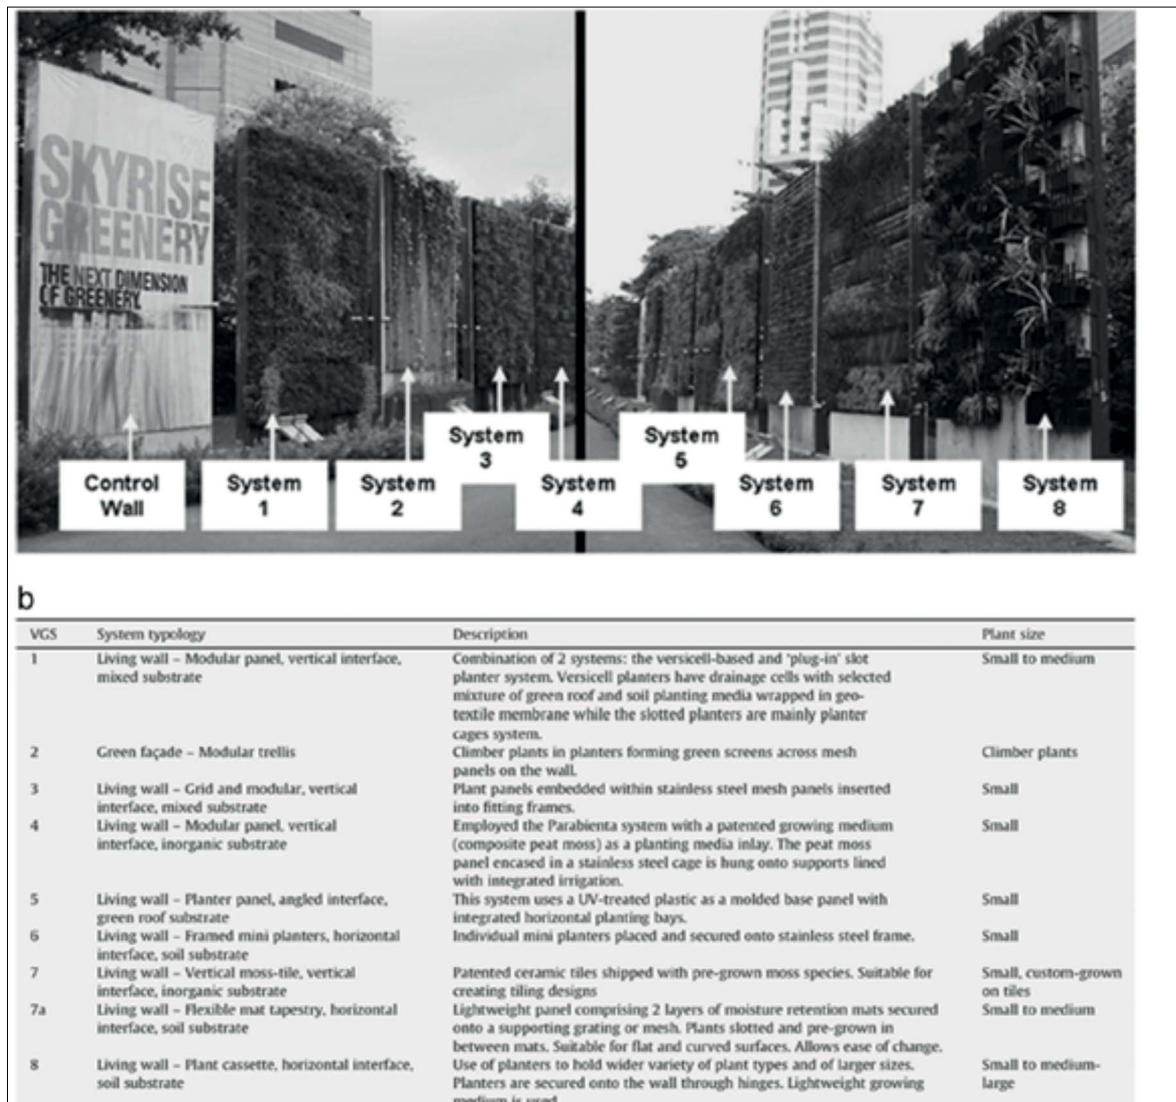 SKYRISE
GREENERY
THE NEXT DIMENSION
OF GREENERY.
Control
Wall
System
1
System
2
System
3
System
4
System
5
System
6
System
7
System
8
b
VGS System typology Description Plant size
1 Living wall – Modular panel, vertical interface, Combination of 2 systems: the versicell-based and 'plug-in' slot Small to medium
mixed substrate planter system. Versicell planters have drainage cells with selected
mixture of green roof and soil planting media wrapped in geo-
textile membrane while the slotted planters are mainly planter
cages system.
2 Green façade – Modular trellis Climber plants in planters forming green screens across mesh Climber plants
panels on the wall.
3 Living wall – Grid and modular, vertical Plant panels embedded within stainless steel mesh panels inserted Small
interface, mixed substrate into fitting frames.
4 Living wall – Modular panel, vertical Employed the Parabienta system with a patented growing medium Small
interface, inorganic substrate (composite peat moss) as a planting media inlay. The peat moss
panel encased in a stainless steel cage is hung onto supports lined
with integrated irrigation.
5 Living wall – Planter panel, angled interface, This system uses a UV-treated plastic as a molded base panel with Small
green roof substrate integrated horizontal planting bays.
6 Living wall – Framed mini planters, horizontal Individual mini planters placed and secured onto stainless steel frame. Small
interface, soil substrate
7 Living wall – Vertical moss-tile, vertical Patented ceramic tiles shipped with pre-grown moss species. Suitable for Small, custom-grown
interface, inorganic substrate creating tiling designs on tiles
7a Living wall – Flexible mat tapestry, horizontal Lightweight panel comprising 2 layers of moisture retention mats secured Small to medium
interface, soil substrate onto a supporting grating or mesh. Plants slotted and pre-grown in
between mats. Suitable for flat and curved surfaces. Allows ease of change.
8 Living wall – Plant cassette, horizontal interface, Use of planters to hold wider variety of plant types and of larger sizes. Small to medium-
soil substrate Planters are secured onto the wall through hinges. Lightweight growing large
medium is used.